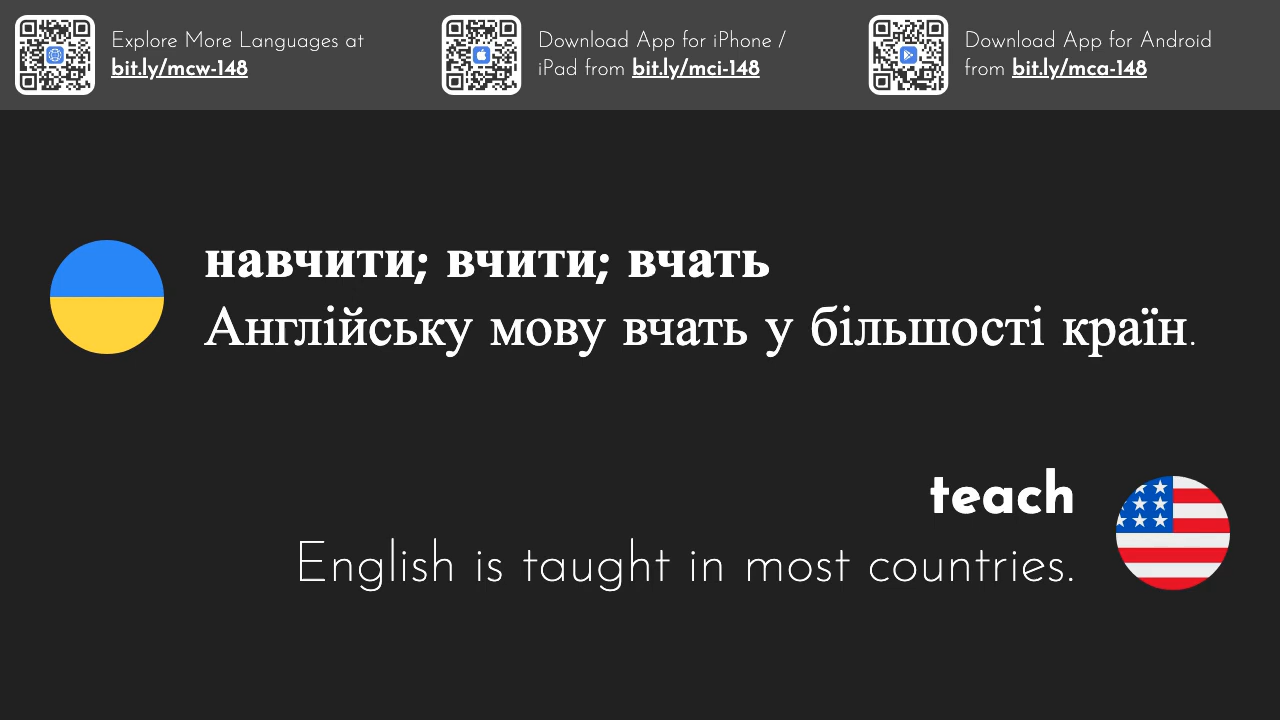 Explore More Languages at
bit.ly/mcw-148
Download App for iPhone /
iPad from bit.ly/mci-148
Download App for Android
from bit.ly/mca-148
навчити; вчити; вчать
Англійську мову вчать у більшості країн.
teach
English is taught in most countries.